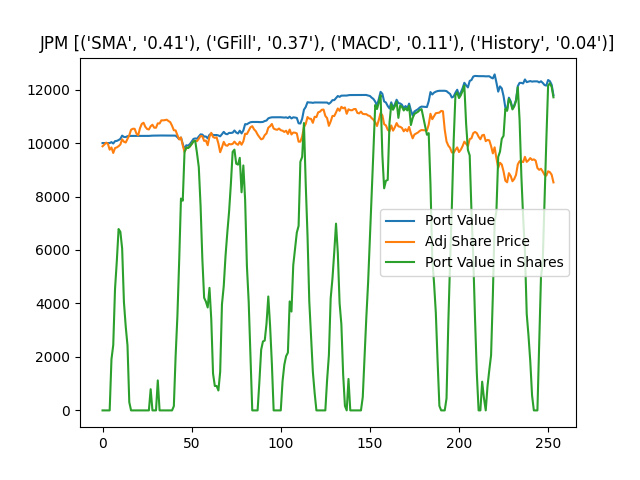 JPM [('SMA', '0.41'), ('GFill', '0.37'), ('MACD', '0.11'), ('History', '0.04')]
12000
10000
8000
6000
4000
2000
0
Port Value
Adj Share Price
Port Value in Shares
0 50 100 150 200 250